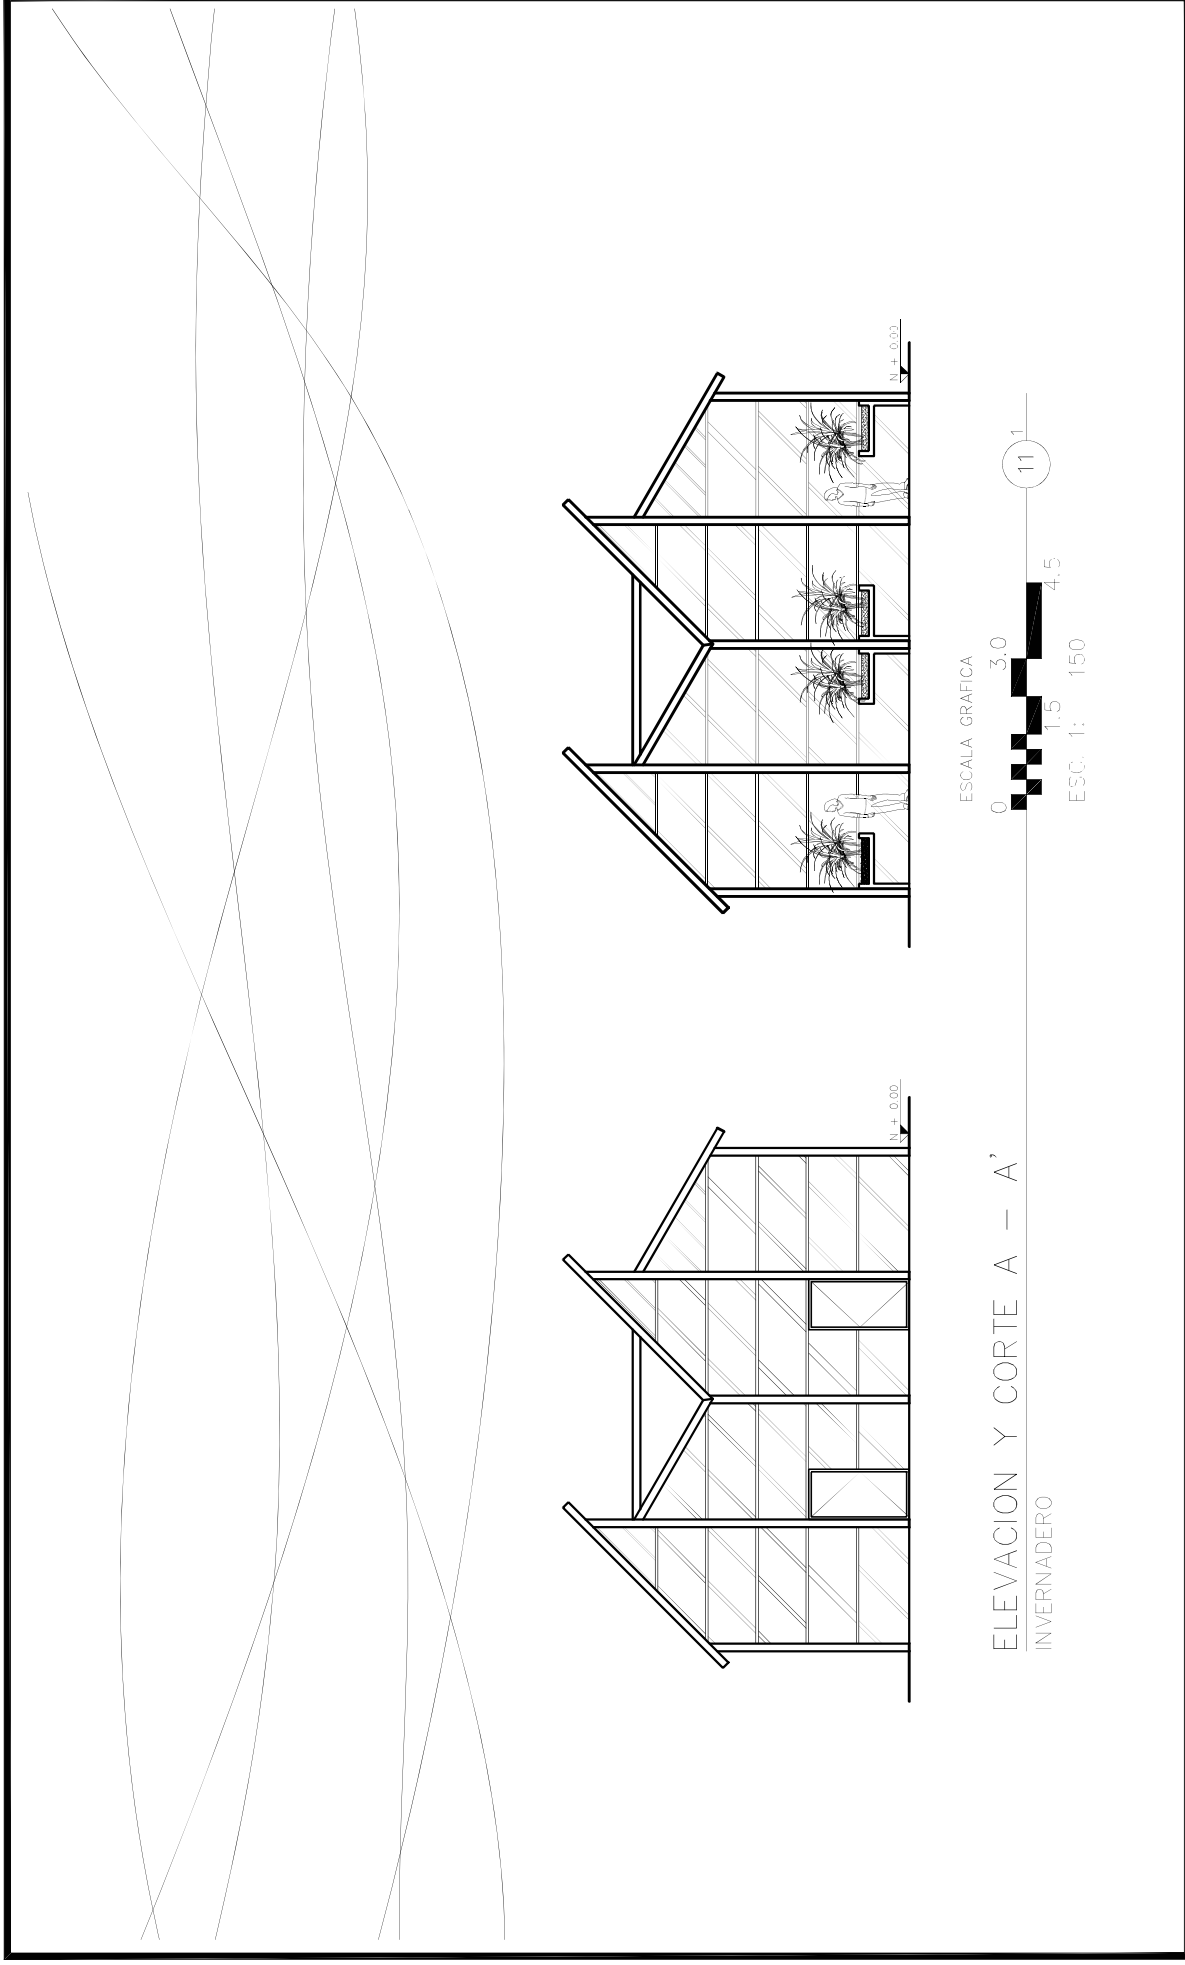 N + 0.00
N + 0.00
ELEVACION Y CORTE A - A'
INVERNADERO
ESCALA GRAFICA
0
3.0
1.5
4.5
ESC. 1: 150
11
1